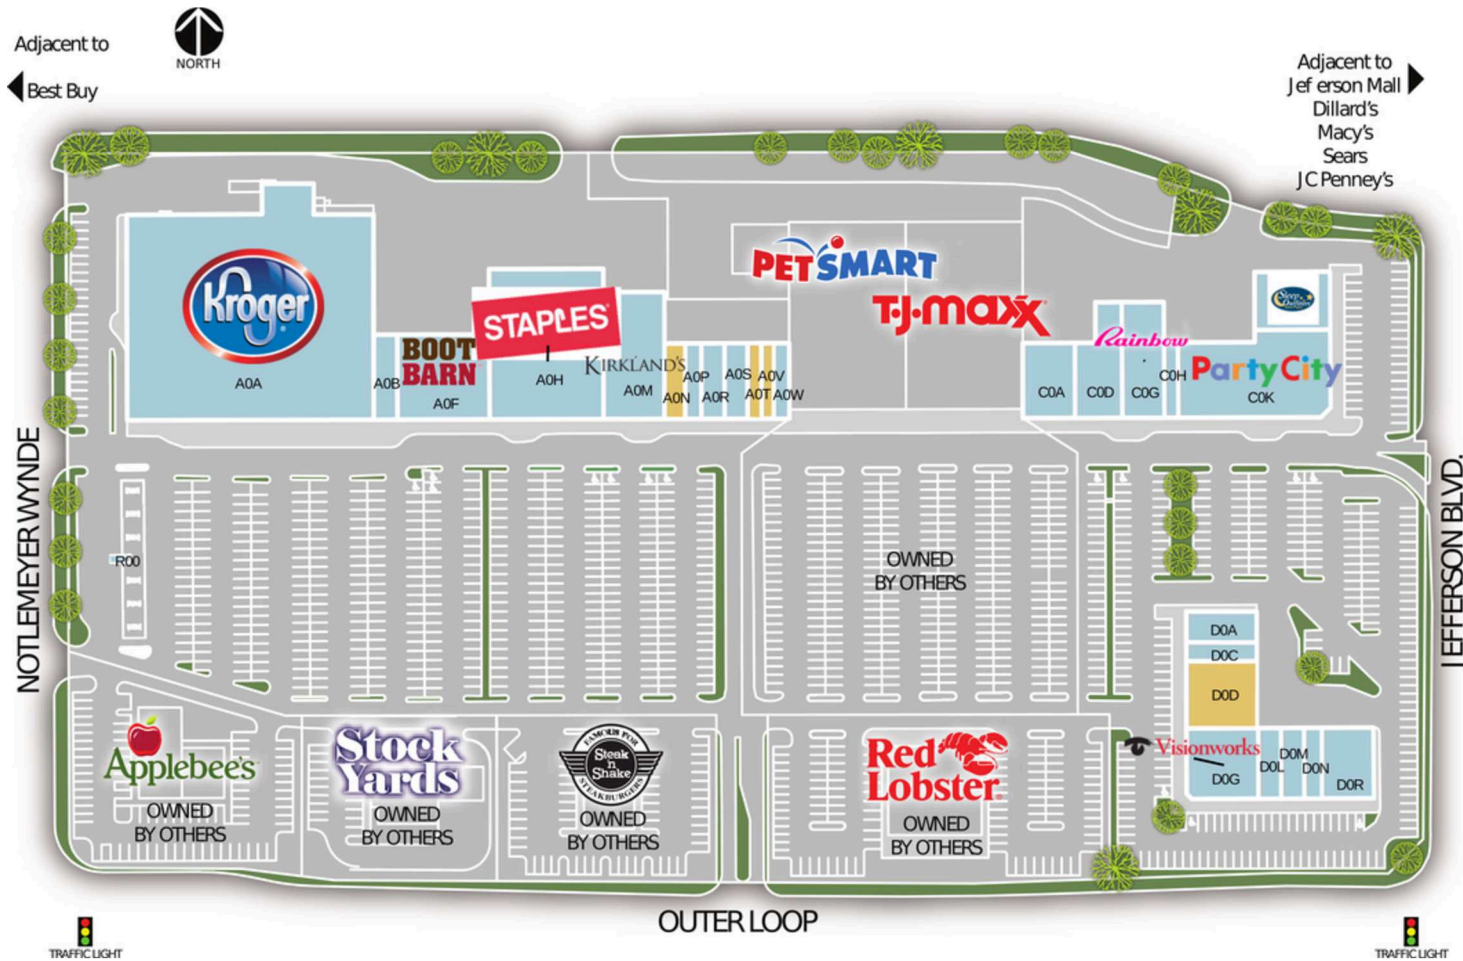 Adjacent to
Best Buy
NORTH
Adjacent to
Jef erson Mall
Dillard's
Macy's
Sears
JC Penney's
Kroger
A0A
A0B
BOOT
BARN
A0F
STAPLES
A0H
KIRKLAND'S
A0M
A0N
A0P
A0R
A0S
A0T
A0V
A0W
PETSMART
T.J.maxx
C0A
C0D
Rainbow
C0G
C0H
Party City
C0K
NOTLEMEYER WYNDE
JEFFERSON BLVD.
R00
OWNED
BY OTHERS
D0A
D0C
D0D
Visionworks
D0G
D0L
D0M
D0N
D0R
Applebee's
OWNED
BY OTHERS
Stock
Yards
OWNED
BY OTHERS
FAMOUS FOR
Steak
n
Shake
STEAKBURGERS
OWNED
BY OTHERS
Red
Lobster
OWNED
BY OTHERS
OUTER LOOP
TRAFFIC LIGHT
TRAFFIC LIGHT